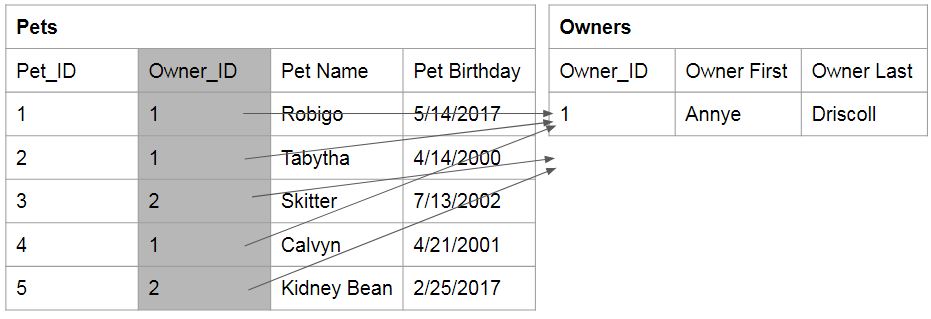 Pets
Pet_ID Owner_ID Pet Name Pet Birthday
1 1 Robigo 5/14/2017
2 1 Tabytha 4/14/2000
3 2 Skitter 7/13/2002
4 1 Calvyn 4/21/2001
5 2 Kidney Bean 2/25/2017
Owners
Owner_ID Owner First Owner Last
1 Annye Driscoll